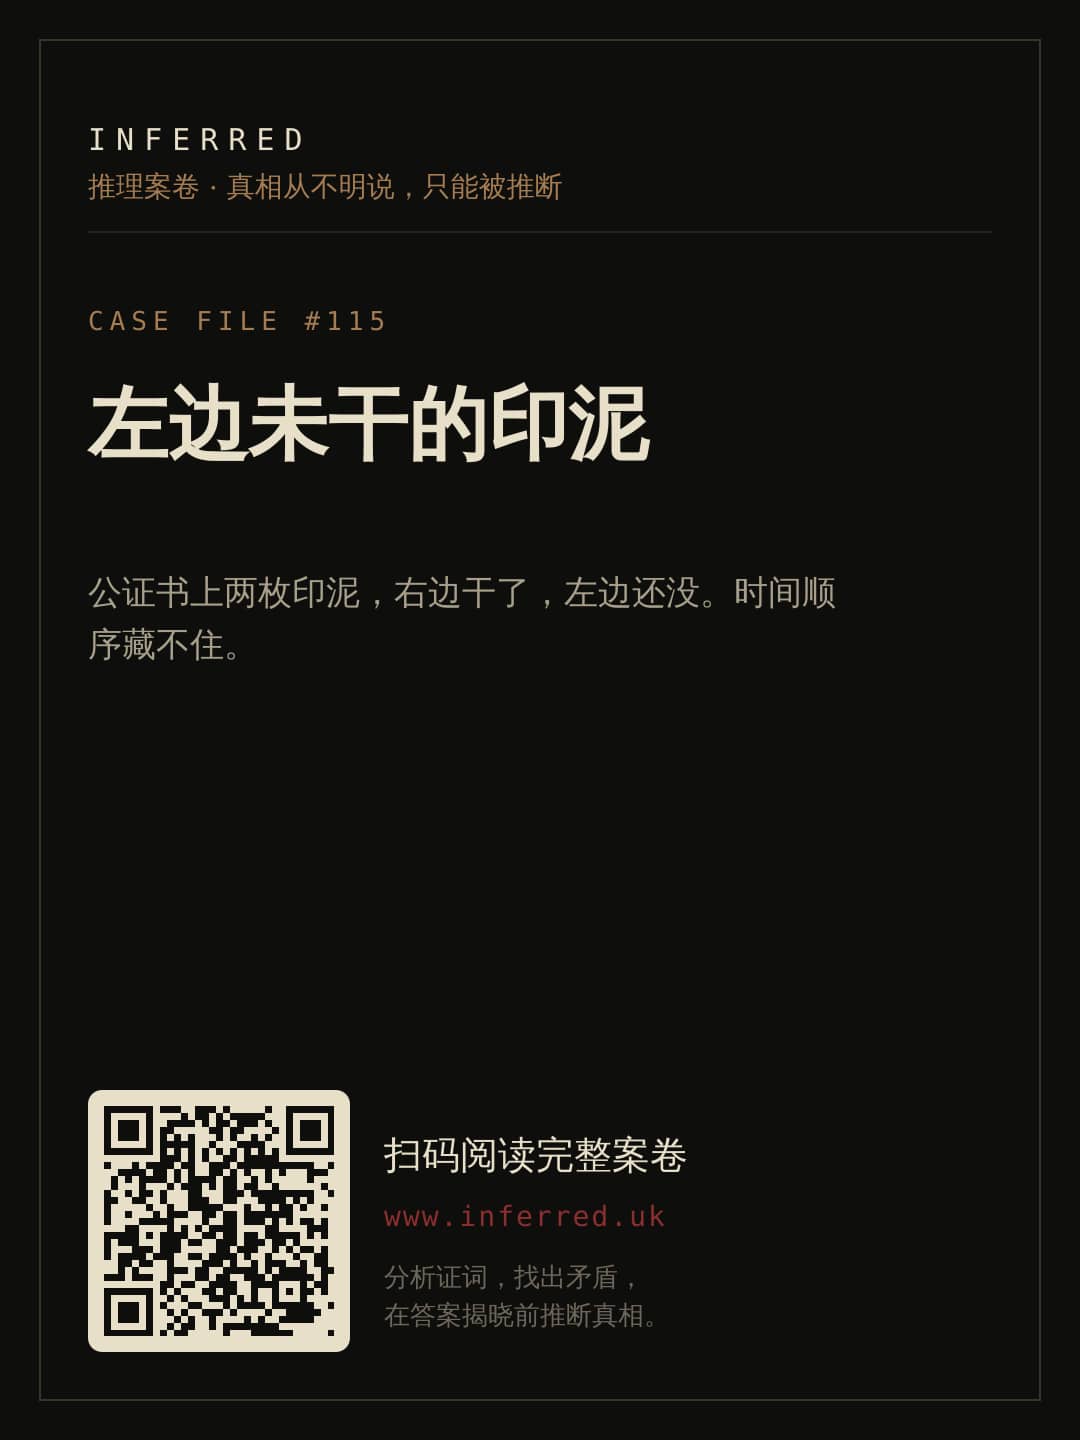 INFERRED
推理案卷 · 真相从不明说，只能被推断
CASE FILE #115
左边未干的印泥
公证书上两枚印泥，右边干了，左边还没。时间顺
序藏不住。
扫码阅读完整案卷
www.inferred.uk
分析证词，找出矛盾，
在答案揭晓前推断真相。